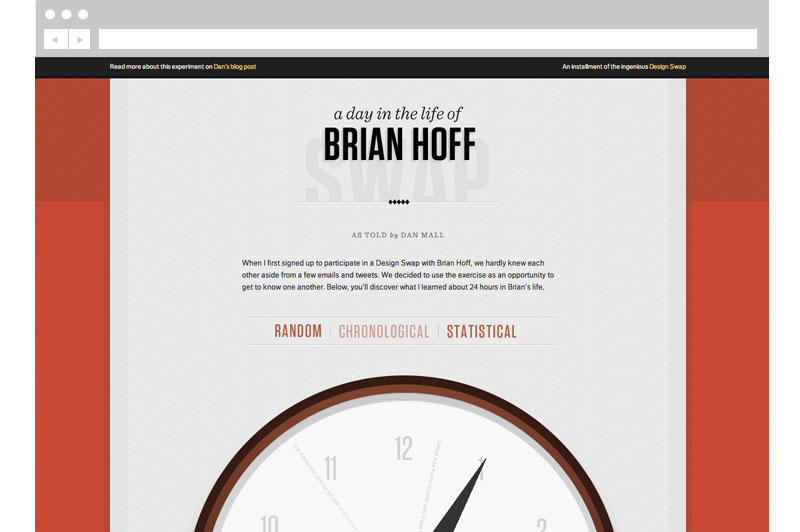 Read more about this experiment on Dan's blog post
An installment of the ingenious Design Swap
a day in the life of
BRIAN HOFF
SWAP
AS TOLD by DAN MALL
When I first signed up to participate in a Design Swap with Brian Hoff, we hardly knew each
other aside from a few emails and tweets. We decided to use the exercise as an opportunity to
get to know one another. Below, you'll discover what I learned about 24 hours in Brian's life.
RANDOM | CHRONOLOGICAL | STATISTICAL
12
11
10
2